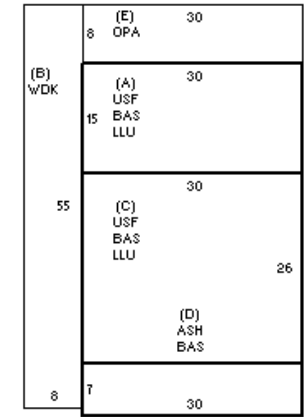 (E) 30
8 OPA
(B)
WDK
30
(A)
USF
15 BAS
LLU
30
55
(C)
USF
BAS
LLU
26
(D)
ASH
BAS
7
8
30